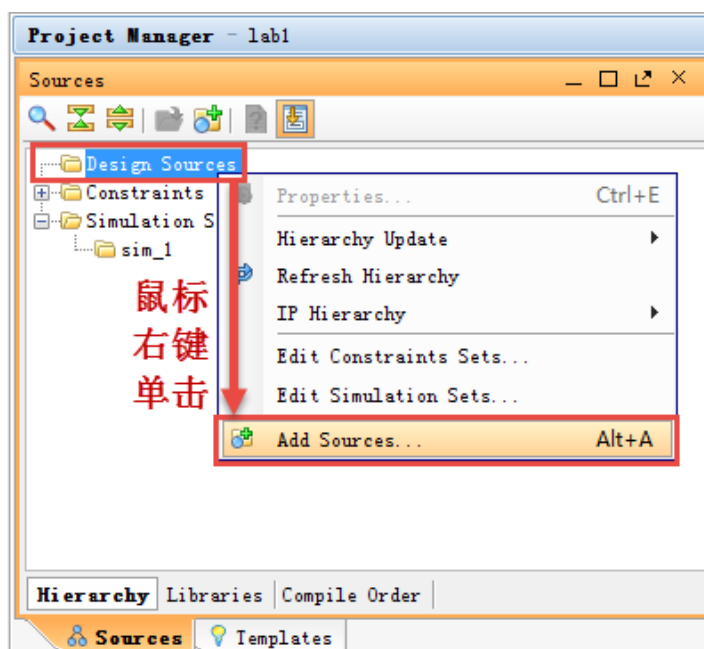 Project Manager - lab1
Sources
Design Sources
Constraints
Simulation S
sim_1
Properties... Ctrl+E
Hierarchy Update
Refresh Hierarchy
IP Hierarchy
Edit Constraints Sets...
Edit Simulation Sets...
Add Sources... Alt+A
鼠标
右键
单击
Hierarchy Libraries Compile Order
Sources Templates